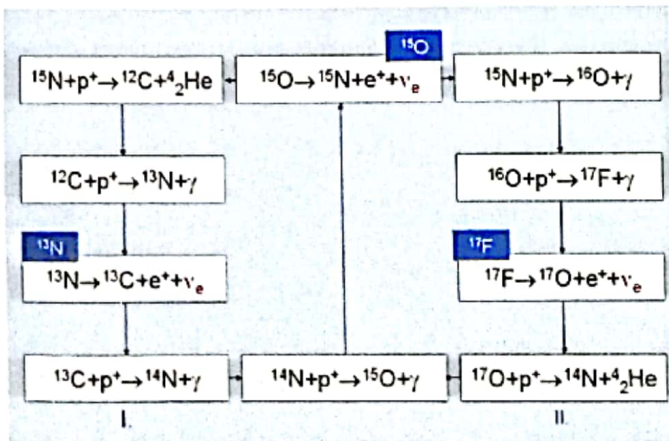 ¹⁵O
¹⁵N+p⁺→¹²C+⁴₂He
¹⁵O→¹⁵N+e⁺+νₑ
¹⁵N+p⁺→¹⁶O+γ
¹²C+p⁺→¹³N+γ
¹⁶O+p⁺→¹⁷F+γ
¹³N
¹⁷F
¹³N→¹³C+e⁺+νₑ
¹⁷F→¹⁷O+e⁺+νₑ
¹³C+p⁺→¹⁴N+γ
¹⁴N+p⁺→¹⁵O+γ
¹⁷O+p⁺→¹⁴N+⁴₂He
I.
II.